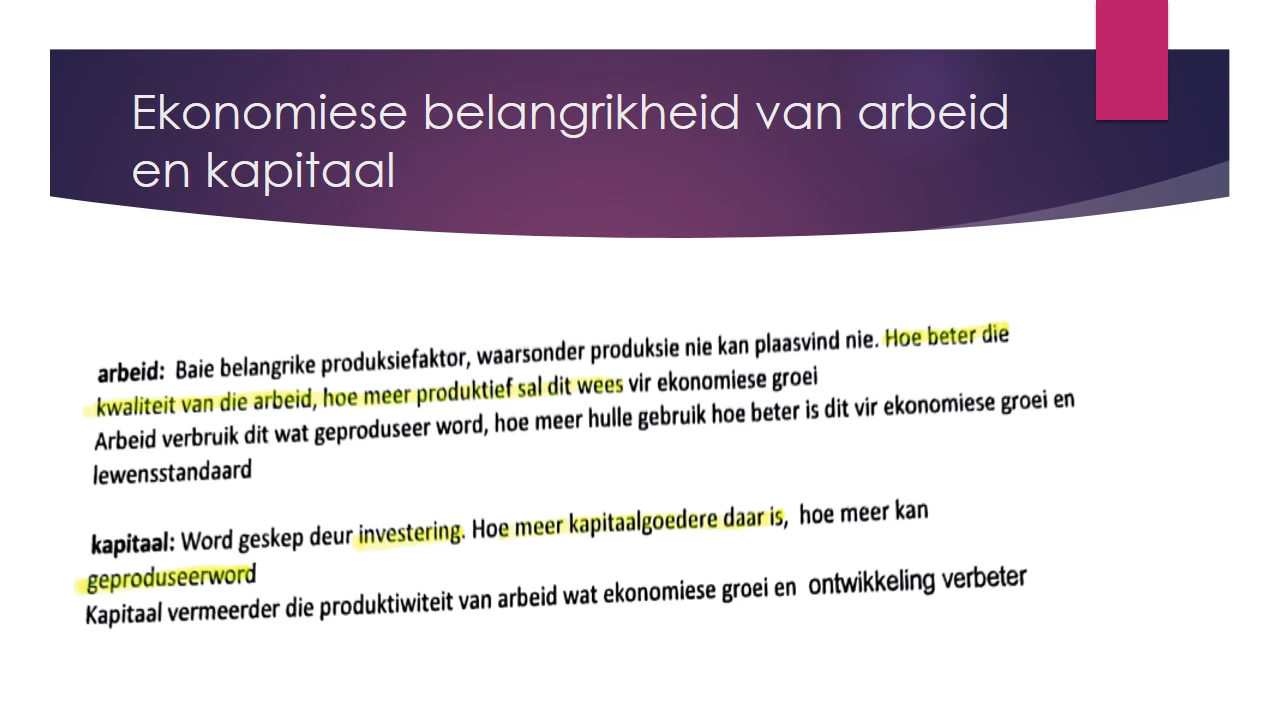 Ekonomiese belangrikheid van arbeid
en kapitaal
arbeid: Baie belangrike produksiefaktor, waarsonder produksie nie kan plaasvind nie. Hoe beter die
kwaliteit van die arbeid, hoe meer produktief sal dit wees vir ekonomiese groei
Arbeid verbruik dit wat geproduseer word, hoe meer hulle gebruik hoe beter is dit vir ekonomiese groei en
lewensstandaard
kapitaal: Word geskep deur investering. Hoe meer kapitaalgoedere daar is, hoe meer kan
geproduseerword
Kapitaal vermeerder die produktiwiteit van arbeid wat ekonomiese groei en ontwikkeling verbeter